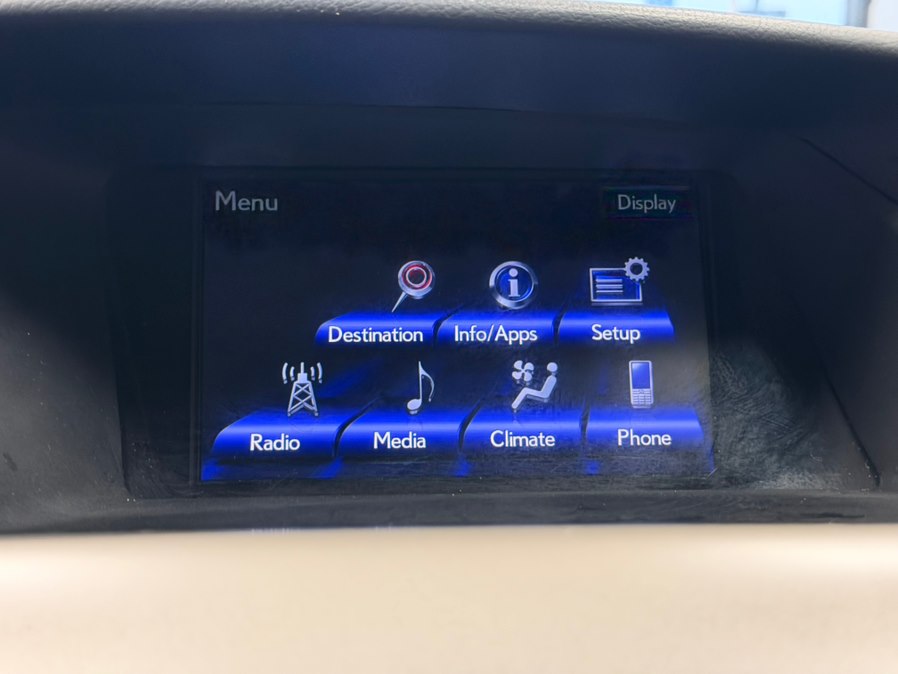 Menu Display
Destination Info/Apps Setup
Radio Media Climate Phone